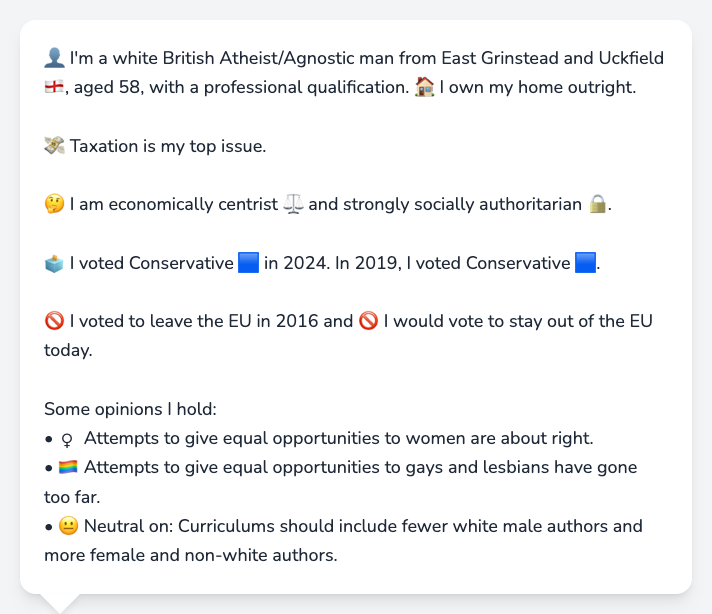 👤 I'm a white British Atheist/Agnostic man from East Grinstead and Uckfield
🏴󠁧󠁢󠁥󠁮󠁧󠁿, aged 58, with a professional qualification. 🏠 I own my home outright.
💸 Taxation is my top issue.
🤔 I am economically centrist ⚖️ and strongly socially authoritarian 🔒.
🗳️ I voted Conservative 🟦 in 2024. In 2019, I voted Conservative 🟦.
🚫 I voted to leave the EU in 2016 and 🚫 I would vote to stay out of the EU
today.
Some opinions I hold:
• ♀ Attempts to give equal opportunities to women are about right.
• 🏳️‍🌈 Attempts to give equal opportunities to gays and lesbians have gone
too far.
• 😐 Neutral on: Curriculums should include fewer white male authors and
more female and non-white authors.